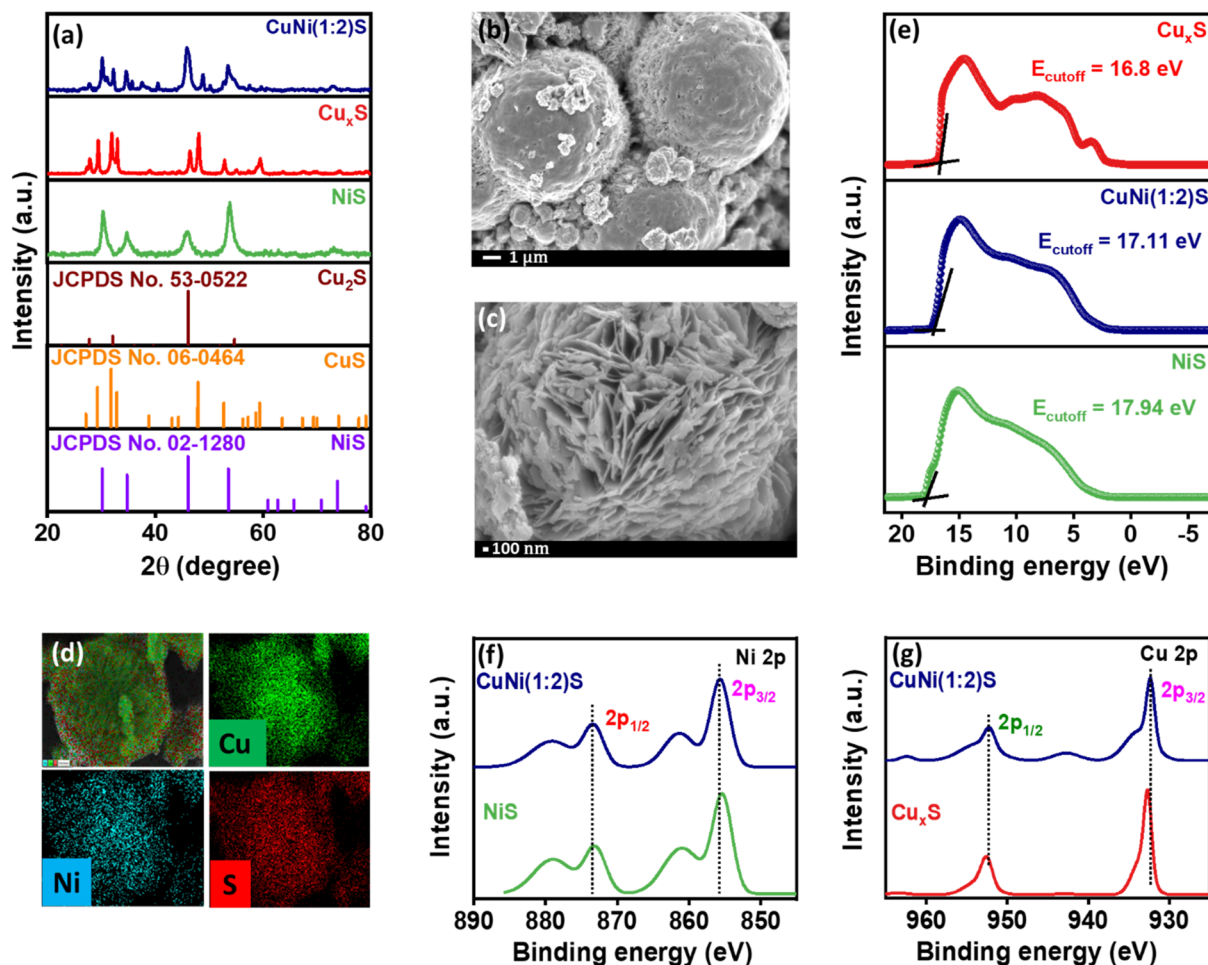 (a)
CuNi(1:2)S
CuxS
NiS
JCPDS No. 53-0522
Cu2S
JCPDS No. 06-0464
CuS
JCPDS No. 02-1280
NiS
Intensity (a.u.)
20 40 60 80
2θ (degree)
(b)
1 µm
(c)
100 nm
(e)
CuxS
Ecutoff = 16.8 eV
CuNi(1:2)S
Ecutoff = 17.11 eV
NiS
Ecutoff = 17.94 eV
Intensity (a.u.)
20 15 10 5 0 -5
Binding energy (eV)
(d)
Cu
Ni
S
(f)
Ni 2p
CuNi(1:2)S
2p3/2
2p1/2
NiS
Intensity (a.u.)
890 880 870 860 850
Binding energy (eV)
(g)
Cu 2p
CuNi(1:2)S
2p3/2
2p1/2
CuxS
Intensity (a.u.)
960 950 940 930
Binding energy (eV)